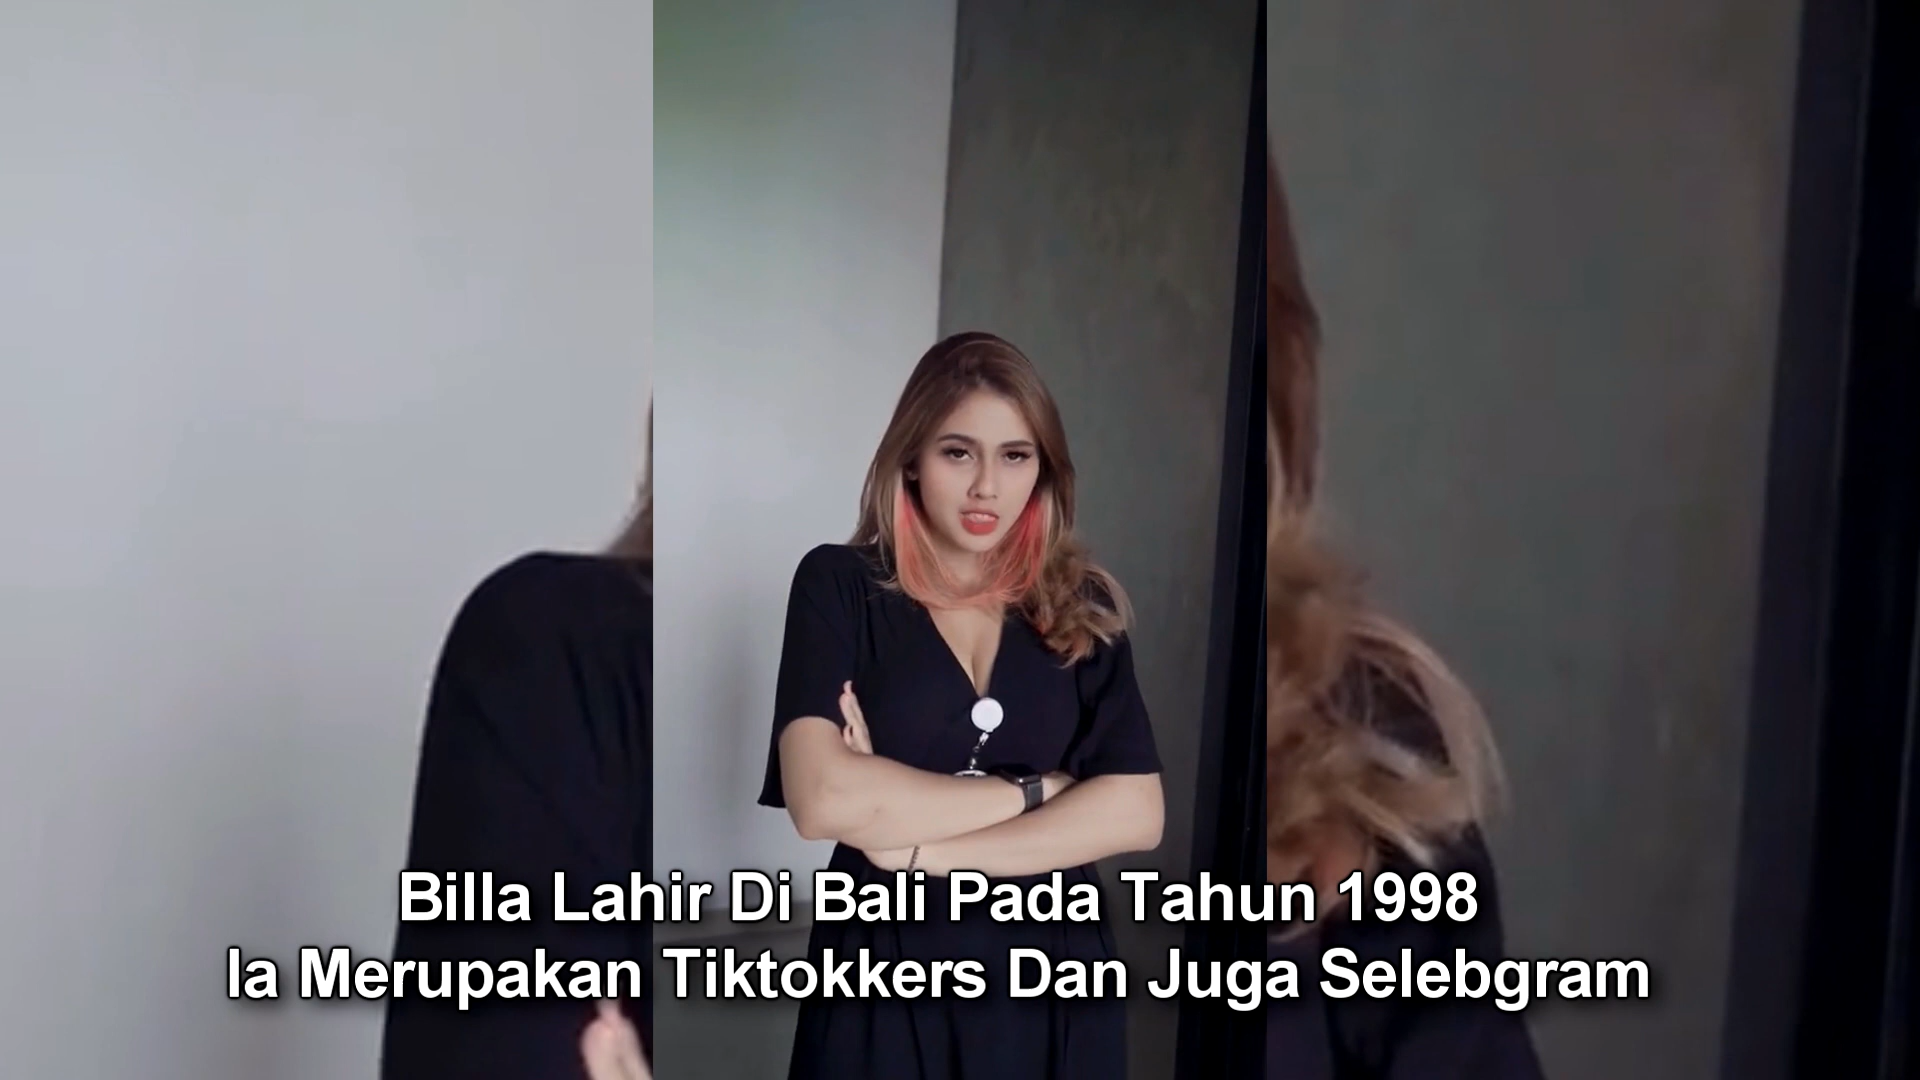 Billa Lahir Di Bali Pada Tahun 1998
Ia Merupakan Tiktokkers Dan Juga Selebgram